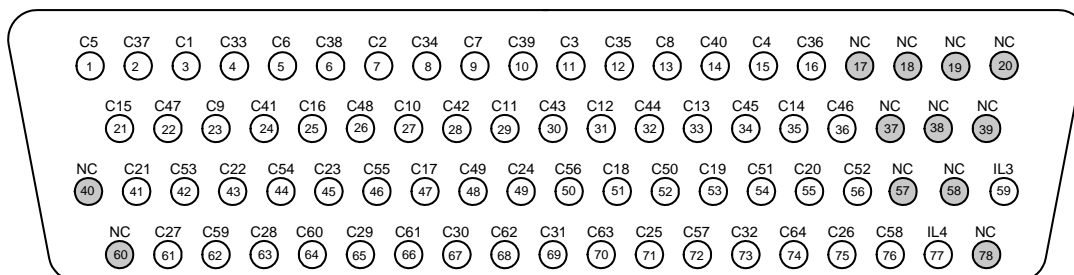 C5 C37 C1 C33 C6 C38 C2 C34 C7 C39 C3 C35 C8 C40 C4 C36 NC NC NC NC
1 2 3 4 5 6 7 8 9 10 11 12 13 14 15 16 17 18 19 20
C15 C47 C9 C41 C16 C48 C10 C42 C11 C43 C12 C44 C13 C45 C14 C46 NC NC NC
21 22 23 24 25 26 27 28 29 30 31 32 33 34 35 36 37 38 39
NC C21 C53 C22 C54 C23 C55 C17 C49 C24 C56 C18 C50 C19 C51 C20 C52 NC NC IL3
40 41 42 43 44 45 46 47 48 49 50 51 52 53 54 55 56 57 58 59
NC C27 C59 C28 C60 C29 C61 C30 C62 C31 C63 C25 C57 C32 C64 C26 C58 IL4 NC
60 61 62 63 64 65 66 67 68 69 70 71 72 73 74 75 76 77 78